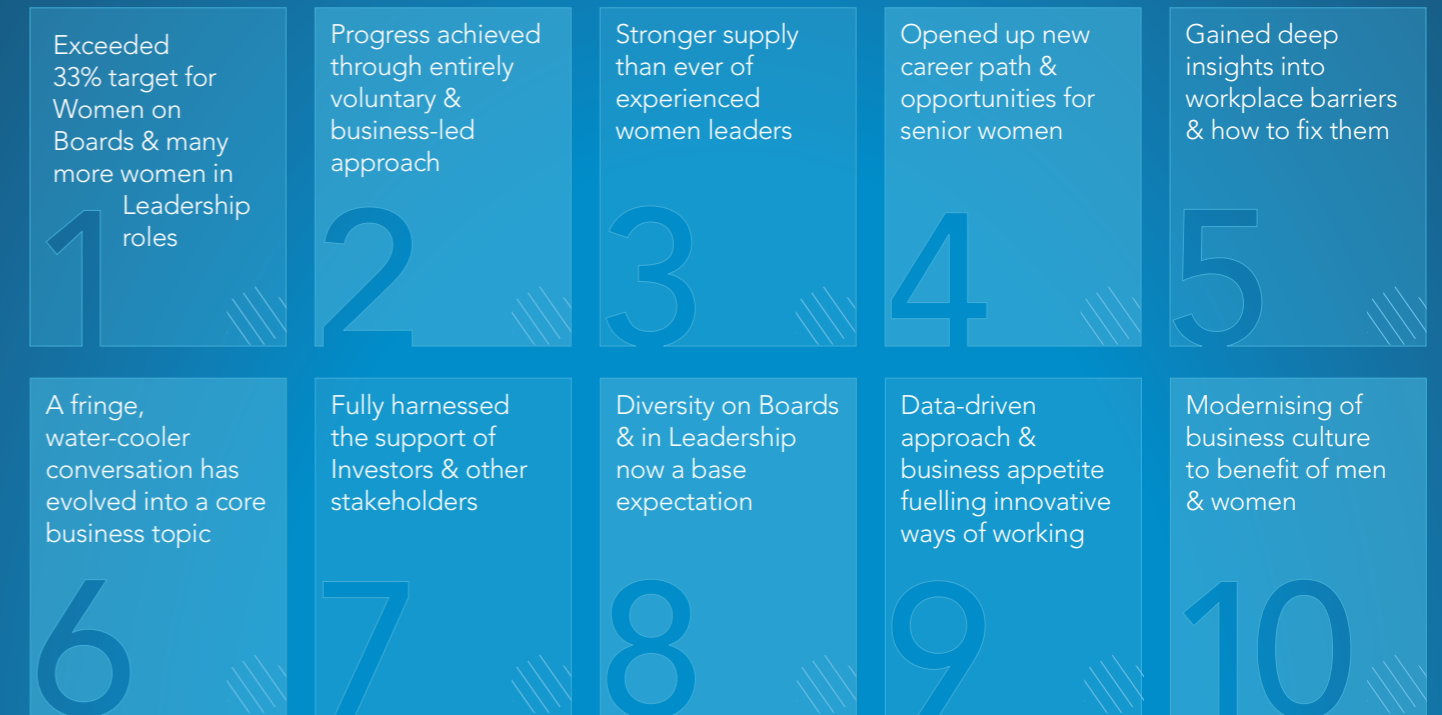 Exceeded
33% target for
Women on
Boards & many
more women in
Leadership
roles
1
Progress achieved
through entirely
voluntary &
business-led
approach
2
Stronger supply
than ever of
experienced
women leaders
3
Opened up new
career path &
opportunities for
senior women
4
Gained deep
insights into
workplace barriers
& how to fix them
5
A fringe,
water-cooler
conversation has
evolved into a core
business topic
6
Fully harnessed
the support of
Investors & other
stakeholders
7
Diversity on Boards
& in Leadership
now a base
expectation
8
Data-driven
approach &
business appetite
fuelling innovative
ways of working
9
Modernising of
business culture
to benefit of men
& women
10